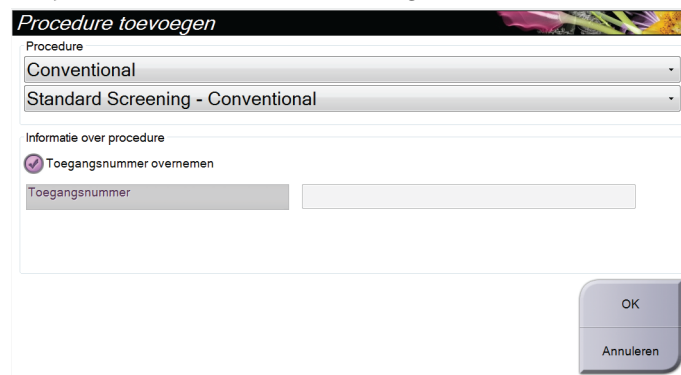 Procedure toevoegen
Procedure
Conventional
Standard Screening - Conventional
Informatie over procedure
Toegangsnummer overnemen
Toegangsnummer
OK
Annuleren